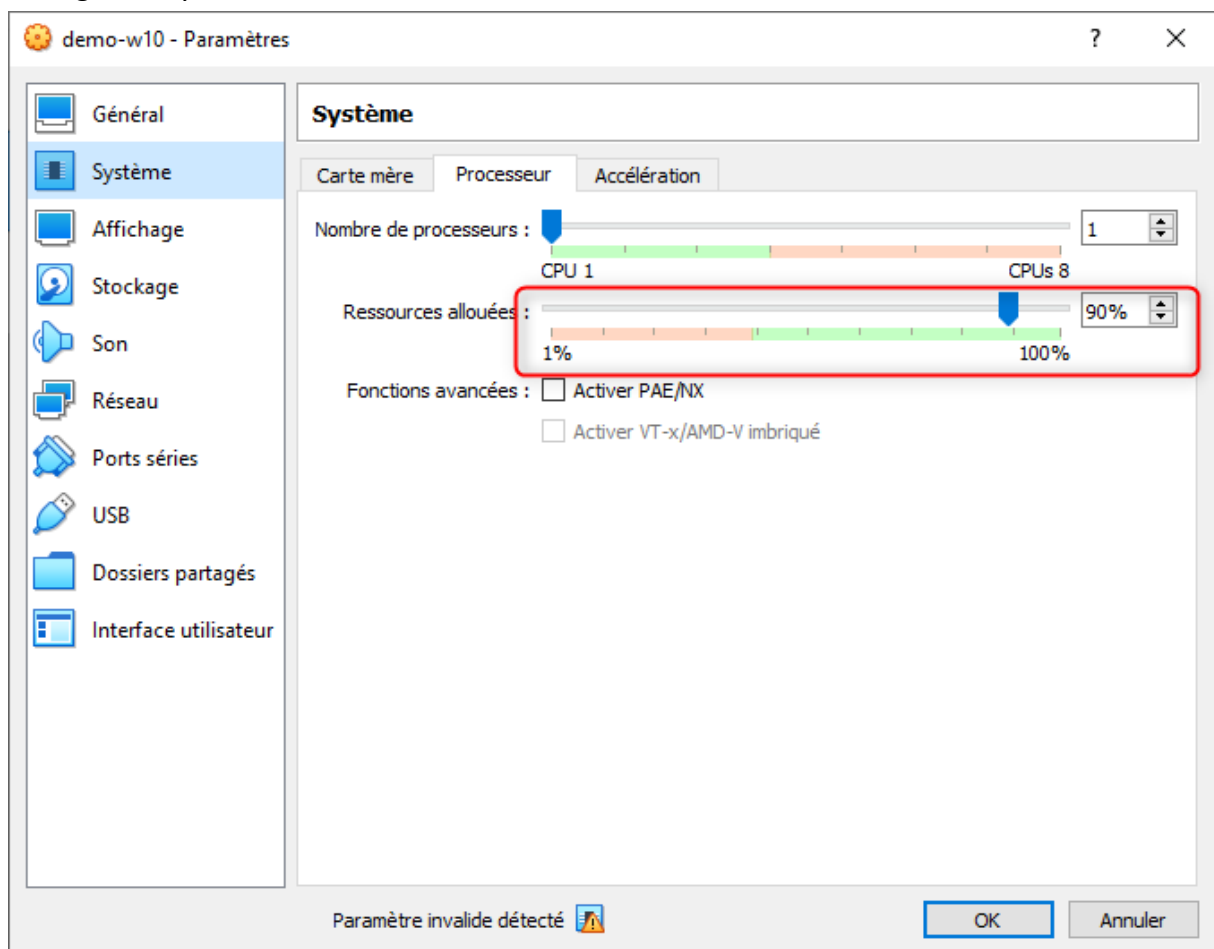 demo-w10 - Paramètres
?
Général
Système
Affichage
Stockage
Son
Réseau
Ports séries
USB
Dossiers partagés
Interface utilisateur
Système
Carte mère Processeur Accélération
Nombre de processeurs : 1
CPU 1 CPUs 8
Ressources allouées : 90%
1% 100%
Fonctions avancées : Activer PAE/NX
Activer VT-x/AMD-V imbriqué
Paramètre invalide détecté OK Annuler